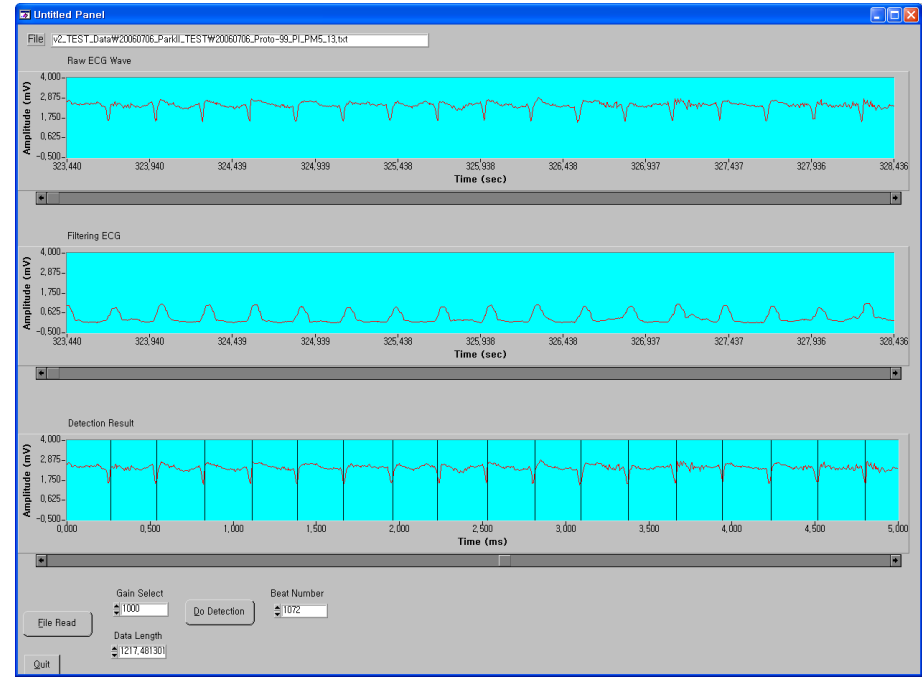 Untitled Panel
File v2_TEST_Data₩20060706_ParkII_TEST₩20060706_Proto-99_PI_PM5_13,txt
Raw ECG Wave
Amplitude (mV)
4,000
2,875
1,750
0,625
-0,500
323,440 323,940 324,439 324,939 325,438 325,938 326,438 326,937 327,437 327,936 328,436
Time (sec)
Filtering ECG
Amplitude (mV)
4,000
2,875
1,750
0,625
-0,500
323,440 323,940 324,439 324,939 325,438 325,938 326,438 326,937 327,437 327,936 328,436
Time (sec)
Detection Result
Amplitude (mV)
4,000
2,875
1,750
0,625
-0,500
0,000 0,500 1,000 1,500 2,000 2,500 3,000 3,500 4,000 4,500 5,000
Time (ms)
Gain Select
1000
Beat Number
1072
File Read
Do Detection
Data Length
1217,481301
Quit